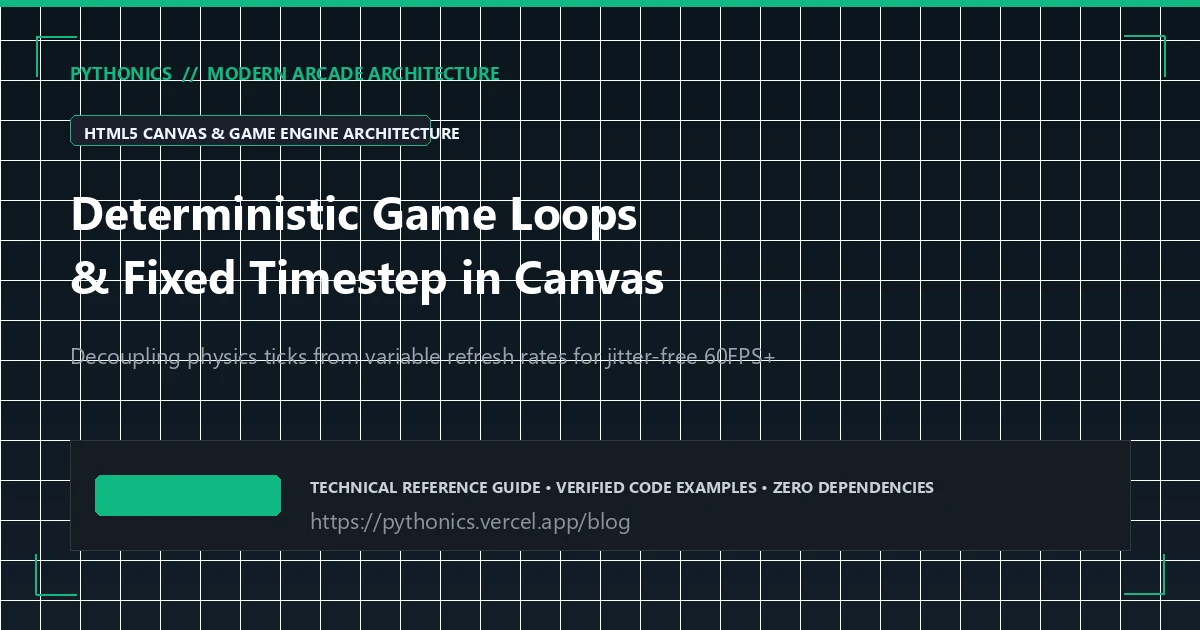 PYTHONICS // MODERN ARCADE ARCHITECTURE
HTML5 CANVAS & GAME ENGINE ARCHITECTURE
Deterministic Game Loops
& Fixed Timestep in Canvas
Decoupling physics ticks from variable refresh rates for jitter-free 60FPS+
TECHNICAL REFERENCE GUIDE • VERIFIED CODE EXAMPLES • ZERO DEPENDENCIES
https://pythonics.vercel.app/blog